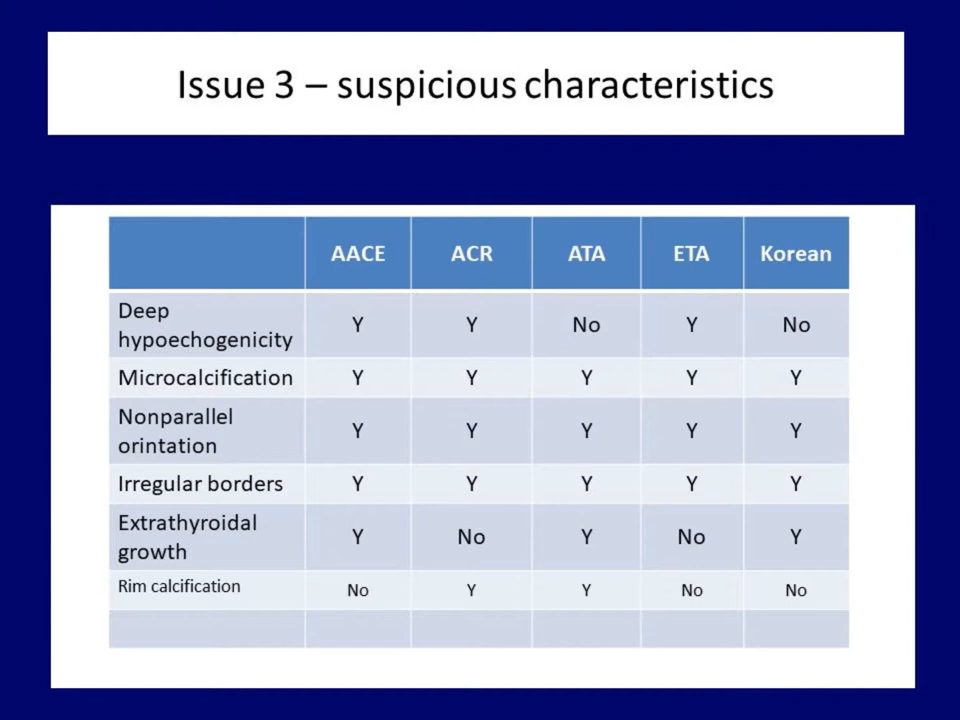 Issue 3 – suspicious characteristics
AACE ACR ATA ETA Korean
Deep
hypoechogenicity Y Y No Y No
Microcalcification Y Y Y Y Y
Nonparallel
orintation Y Y Y Y Y
Irregular borders Y Y Y Y Y
Extrathyroidal
growth Y No Y No Y
Rim calcification No Y Y No No